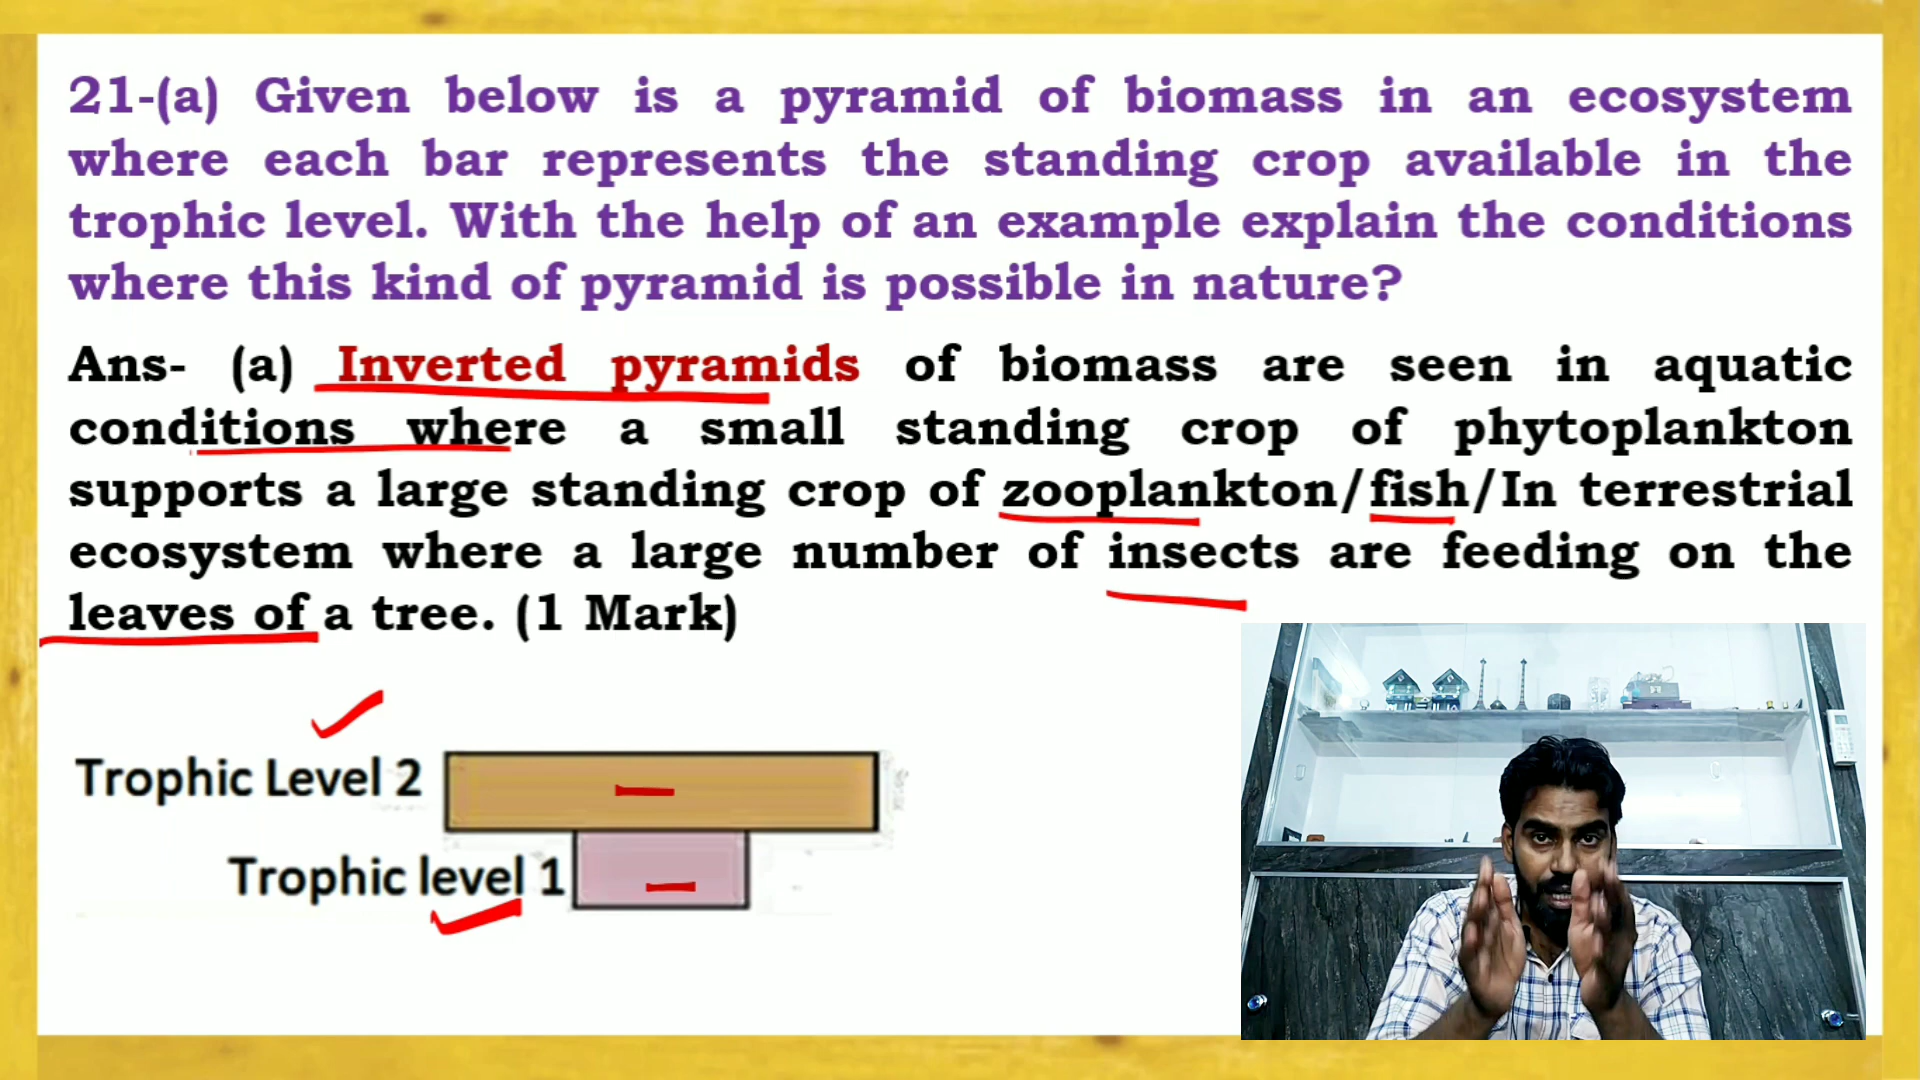 21-(a) Given below is a pyramid of biomass in an ecosystem
where each bar represents the standing crop available in the
trophic level. With the help of an example explain the conditions
where this kind of pyramid is possible in nature?
Ans- (a) Inverted pyramids of biomass are seen in aquatic
conditions where a small standing crop of phytoplankton
supports a large standing crop of zooplankton/fish/In terrestrial
ecosystem where a large number of insects are feeding on the
leaves of a tree. (1 Mark)
Trophic Level 2
Trophic level 1